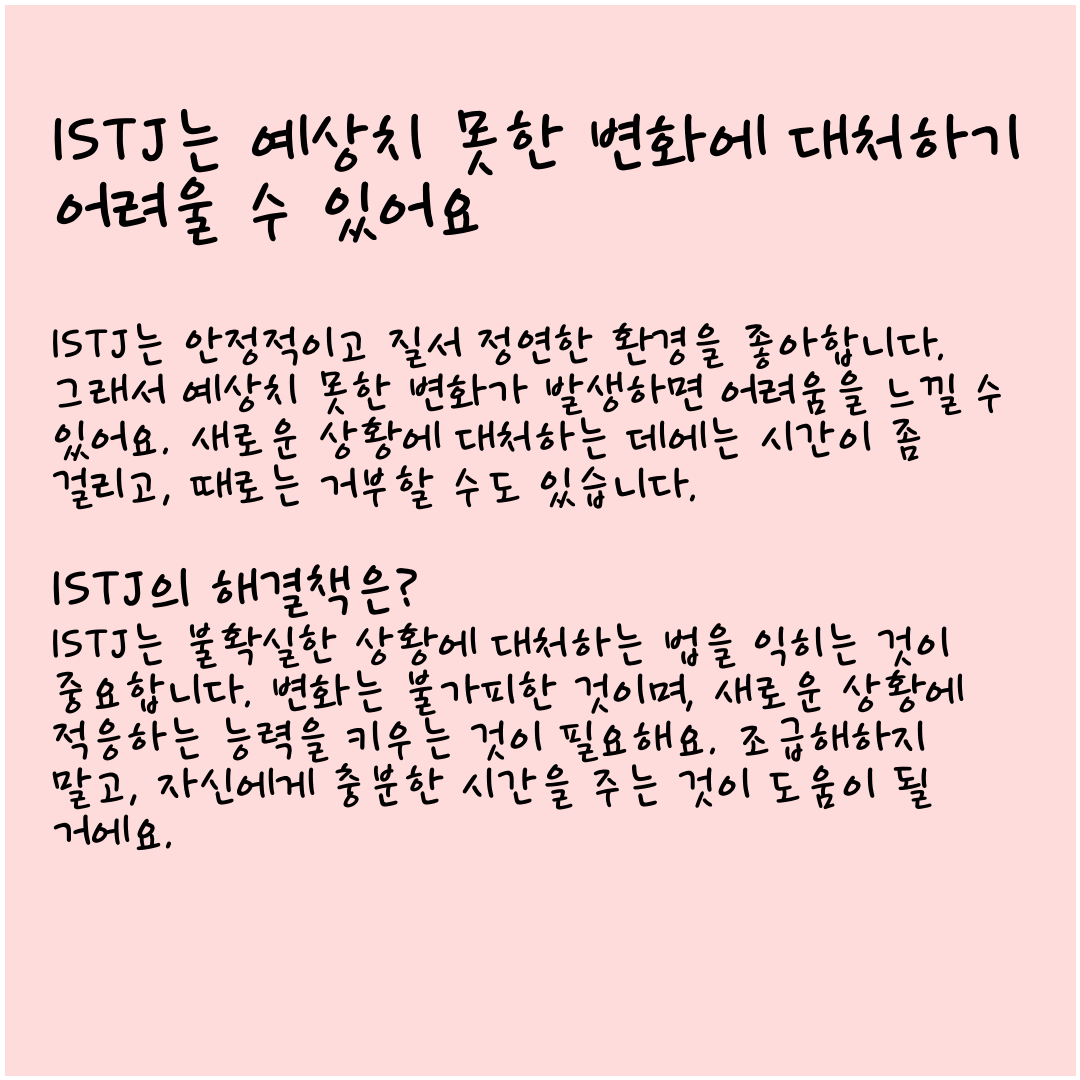 ISTJ는 예상치 못한 변화에 대처하기
어려울 수 있어요
ISTJ는 안정적이고 질서 정연한 환경을 좋아합니다.
그래서 예상치 못한 변화가 발생하면 어려움을 느낄 수
있어요. 새로운 상황에 대처하는 데에는 시간이 좀
걸리고, 때로는 거부할 수도 있습니다.
ISTJ의 해결책은?
ISTJ는 불확실한 상황에 대처하는 법을 익히는 것이
중요합니다. 변화는 불가피한 것이며, 새로운 상황에
적응하는 능력을 키우는 것이 필요해요. 조급해하지
말고, 자신에게 충분한 시간을 주는 것이 도움이 될
거에요.